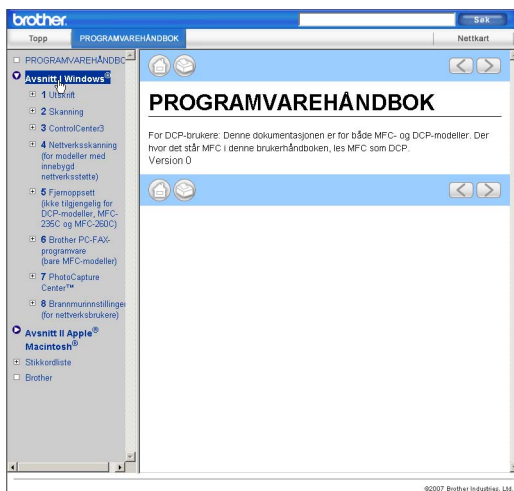 brother.
Søk
Topp
PROGRAMVAREHÅNDBOK
Nettkart
PROGRAMVAREHÅNDBO
Avsnitt I Windows®
1 Utskrift
2 Skanning
3 ControlCenter3
4 Nettverksskanning
(for modeller med
innebygd
nettverksstøtte)
5 Fjernoppsett
(ikke tilgjengelig for
DCP-modeller, MFC-
235C og MFC-260C)
6 Brother PC-FAX-
programvare
(bare MFC-modeller)
7 PhotoCapture
Center™
8 Brannmurinnstillinger
(for nettverksbrukere)
Avsnitt II Apple®
Macintosh®
Stikkordliste
Brother
PROGRAMVAREHÅNDBOK
For DCP-brukere: Denne dokumentasjonen er for både MFC- og DCP-modeller. Der
hvor det står MFC i denne brukerhåndboken, les MFC som DCP.
Version 0
©2007 Brother Industries, Ltd.